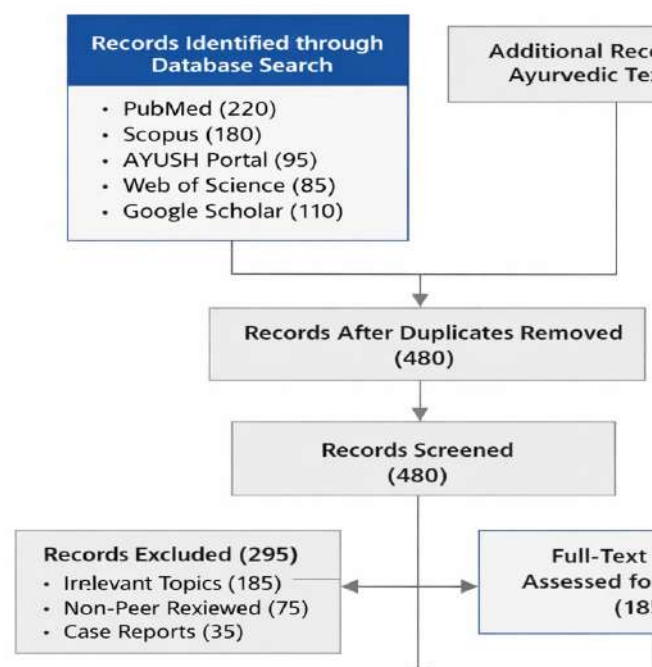 Records Identified through
Database Search
• PubMed (220)
• Scopus (180)
• AYUSH Portal (95)
• Web of Science (85)
• Google Scholar (110)
Additional Reco
Ayurvedic Te
Records After Duplicates Removed
(480)
Records Screened
(480)
Records Excluded (295)
• Irelevant Topics (185)
• Non-Peer Rexiewed (75)
• Case Reports (35)
Full-Text
Assessed fo
(18